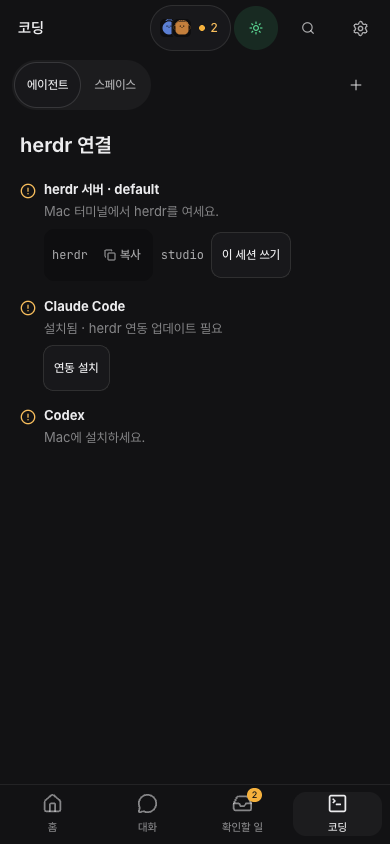 코딩
2
에이전트 스페이스
herdr 연결
herdr 서버 · default
Mac 터미널에서 herdr를 여세요.
herdr 복사 studio 이 세션 쓰기
Claude Code
설치됨 · herdr 연동 업데이트 필요
연동 설치
Codex
Mac에 설치하세요.
2
홈 대화 확인할 일 코딩